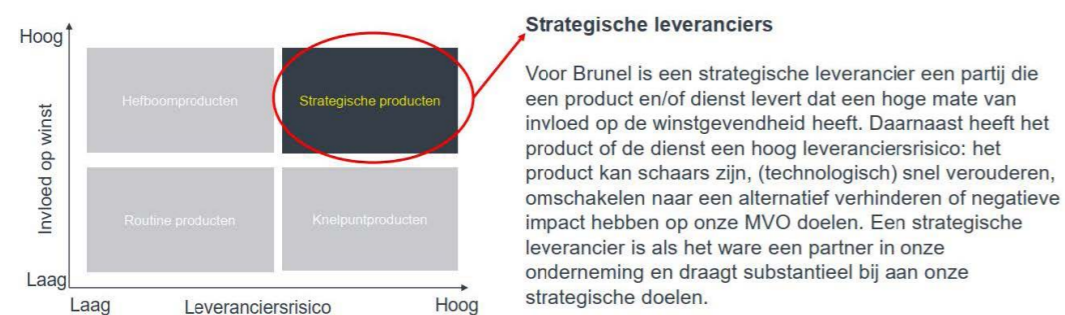 Hoog
Invloed op winst
Hefboomproducten
Strategische producten
Routine producten
Knelpuntproducten
Laag
Laag
Leveranciersrisico
Hoog
Strategische leveranciers
Voor Brunel is een strategische leverancier een partij die
een product en/of dienst levert dat een hoge mate van
invloed op de winstgevendheid heeft. Daarnaast heeft het
product of de dienst een hoog leveranciersrisico: het
product kan schaars zijn, (technologisch) snel verouderen,
omschakelen naar een alternatief verhinderen of negatieve
impact hebben op onze MVO doelen. Een strategische
leverancier is als het ware een partner in onze
onderneming en draagt substantieel bij aan onze
strategische doelen.